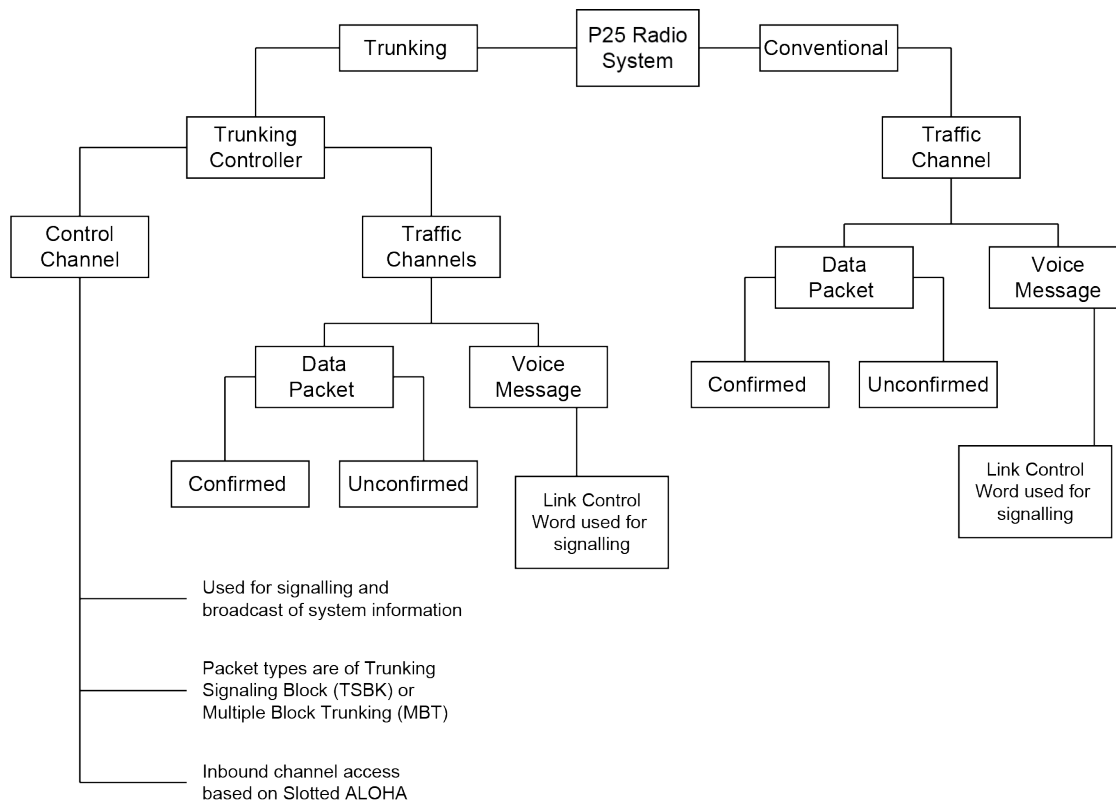 Trunking
P25 Radio
System
Conventional
Trunking
Controller
Traffic
Channel
Control
Channel
Traffic
Channels
Data
Packet
Voice
Message
Data
Packet
Voice
Message
Confirmed
Unconfirmed
Confirmed
Unconfirmed
Link Control
Word used for
signalling
Link Control
Word used for
signalling
Used for signalling and
broadcast of system information
Packet types are of Trunking
Signaling Block (TSBK) or
Multiple Block Trunking (MBT)
Inbound channel access
based on Slotted ALOHA